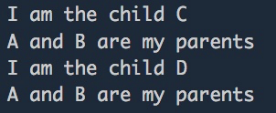 I am the child C
A and B are my parents
I am the child D
A and B are my parents